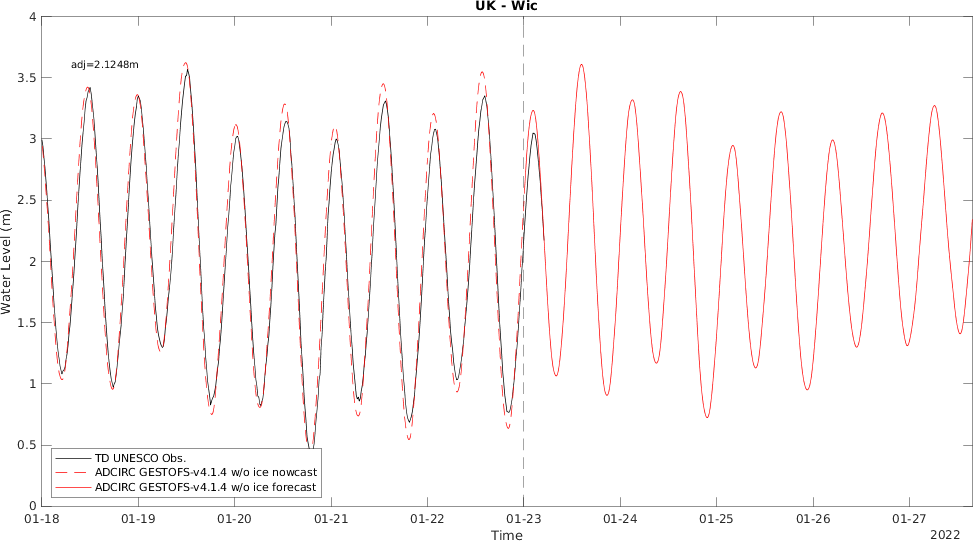 UK - Wic
adj=2.1248m
Water Level (m)
4
3.5
3
2.5
2
1.5
1
0.5
0
TD UNESCO Obs.
ADCIRC GESTOFS-v4.1.4 w/o ice nowcast
ADCIRC GESTOFS-v4.1.4 w/o ice forecast
01-18 01-19 01-20 01-21 01-22 01-23 01-24 01-25 01-26 01-27
Time
2022